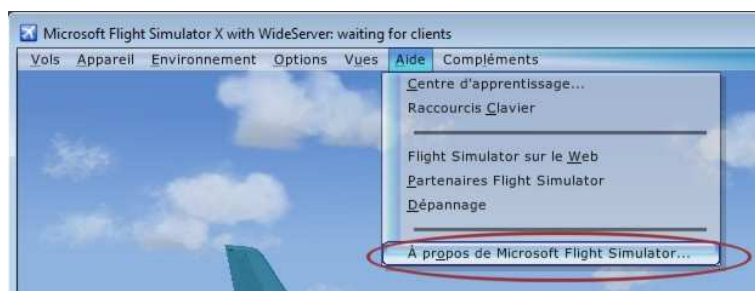 Microsoft Flight Simulator X with WideServer: waiting for clients
Vols Appareil Environnement Options Vues Aide Compléments
Centre d'apprentissage...
Raccourcis Clavier
Flight Simulator sur le Web
Partenaires Flight Simulator
Dépannage
À propos de Microsoft Flight Simulator...